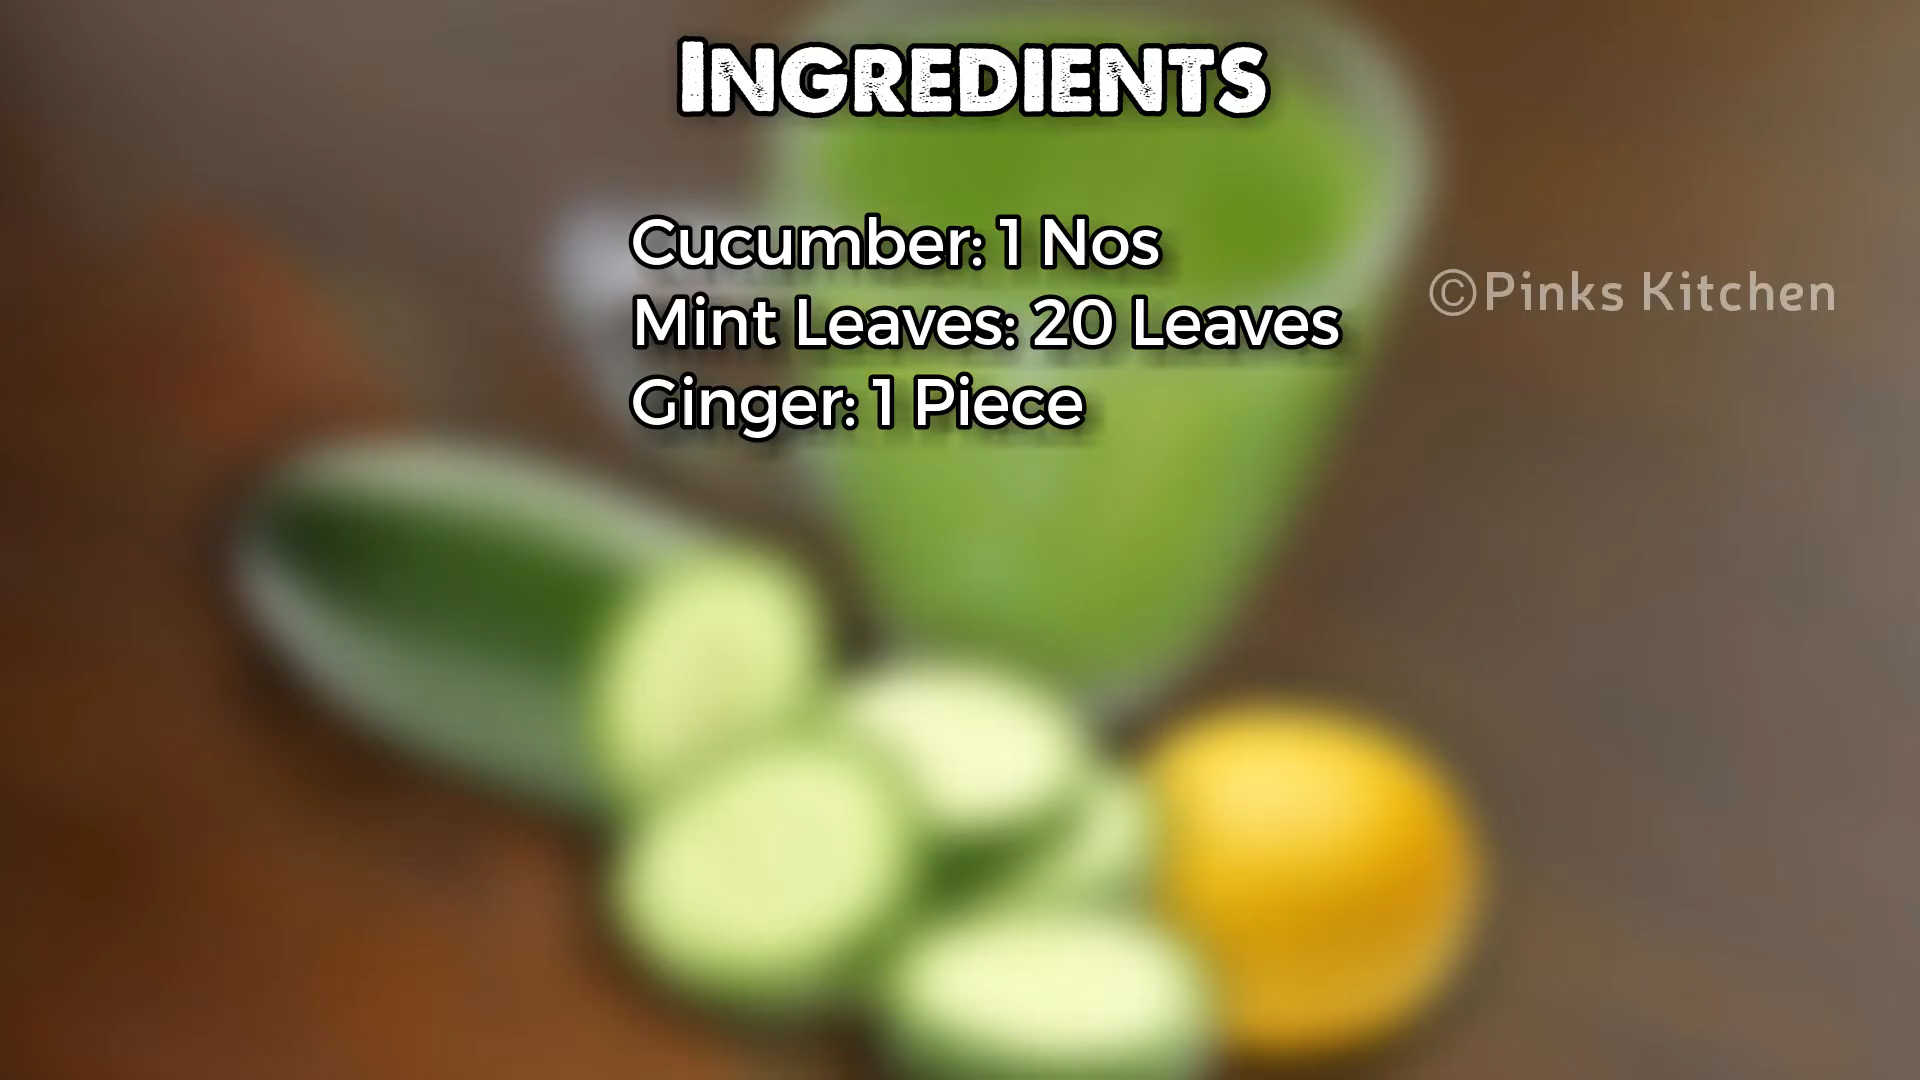 INGREDIENTS
Cucumber: 1 Nos
Mint Leaves: 20 Leaves
©Pinks Kitchen
Ginger: 1 Piece